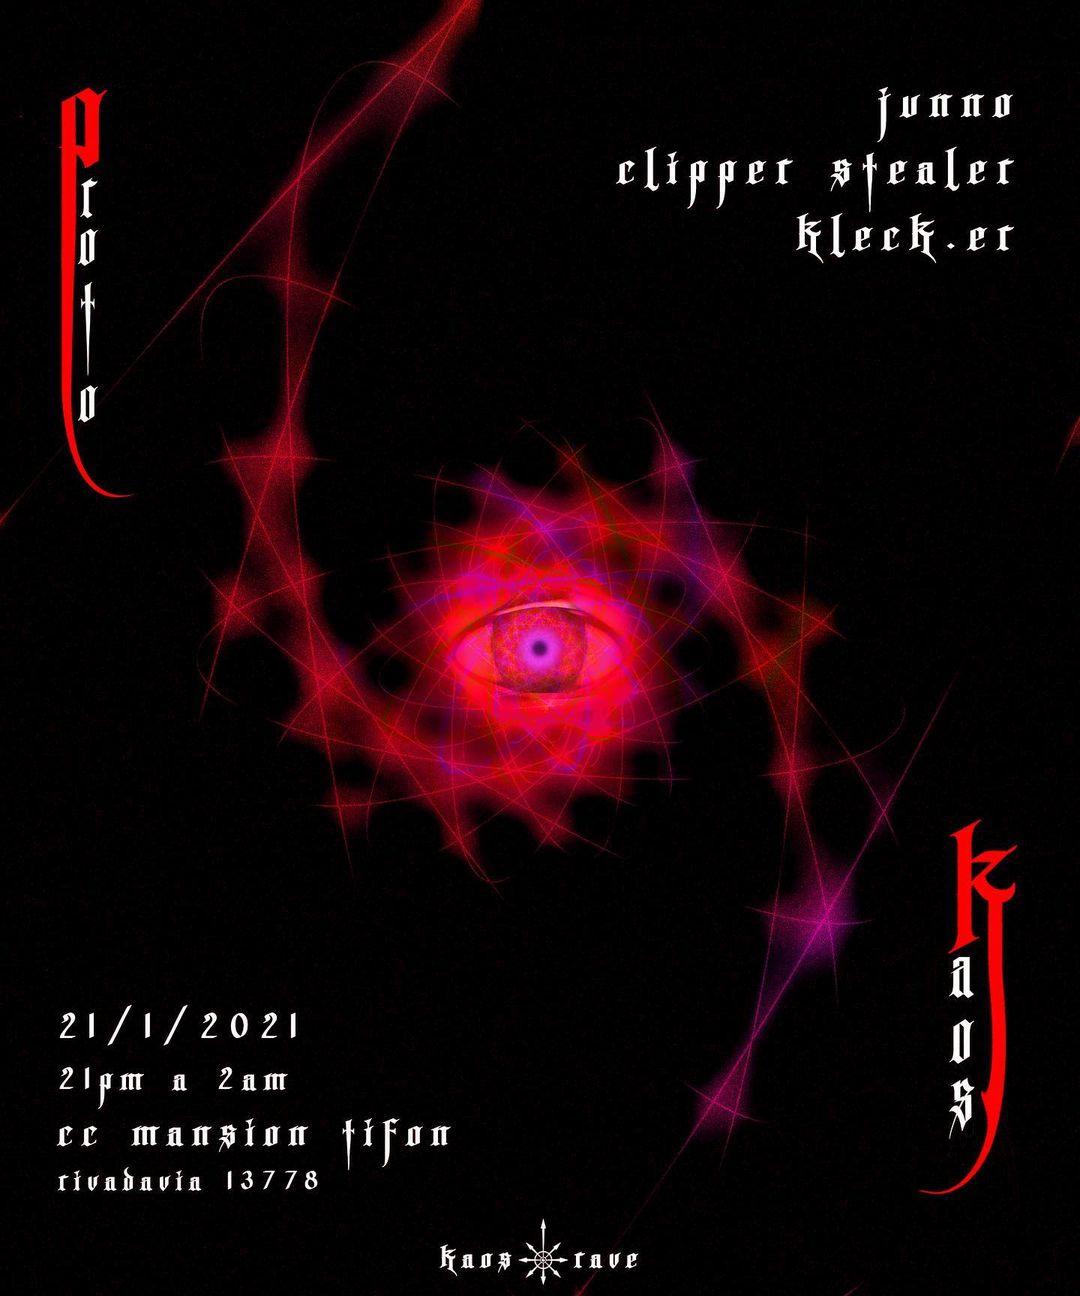 proto
junno
clipper stealer
kleck.er
kaos
21/1/2021
21pm a 2am
cc mansion tifon
rivadavia 13778
kaos rave